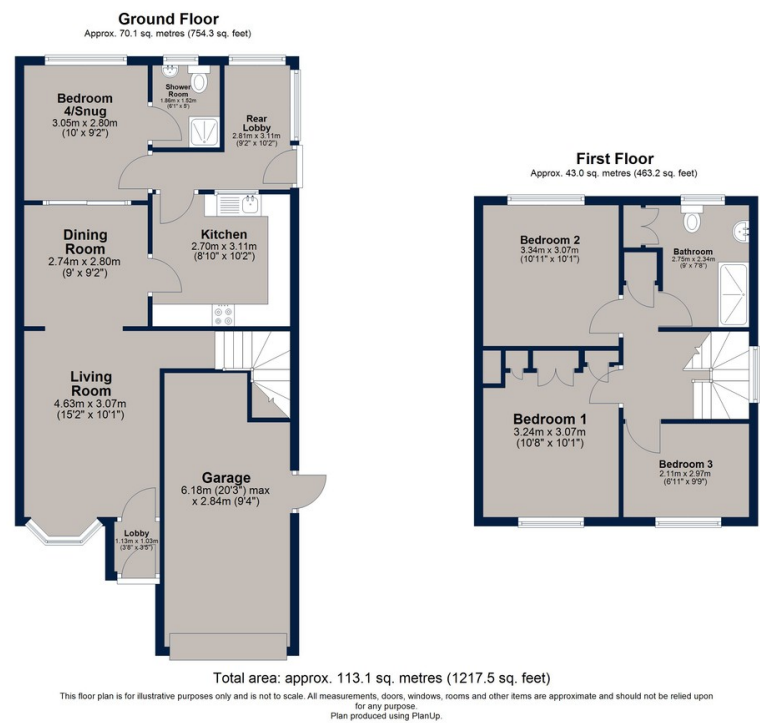 Ground Floor
Approx. 70.1 sq. metres (754.3 sq. feet)
Bedroom
4/Snug
3.05m x 2.80m
(10' x 9'2")
Shower
Room
1.86m x 1.52m
(6'1" x 5')
Rear
Lobby
2.81m x 3.11m
(9'2" x 10'2")
Dining
Room
2.74m x 2.80m
(9' x 9'2")
Kitchen
2.70m x 3.11m
(8'10" x 10'2")
Living
Room
4.63m x 3.07m
(15'2" x 10'1")
Garage
6.18m (20'3") max
x 2.84m (9'4")
Lobby
1.13m x 1.03m
(3'8" x 3'5")
First Floor
Approx. 43.0 sq. metres (463.2 sq. feet)
Bedroom 2
3.34m x 3.07m
(10'11" x 10'1")
Bathroom
2.75m x 2.34m
(9' x 7'8")
Bedroom 1
3.24m x 3.07m
(10'8" x 10'1")
Bedroom 3
2.11m x 2.97m
(6'11" x 9'9")
Total area: approx. 113.1 sq. metres (1217.5 sq. feet)
This floor plan is for illustrative purposes only and is not to scale. All measurements, doors, windows, rooms and other items are approximate and should not be relied upon
for any purpose.
Plan produced using PlanUp.